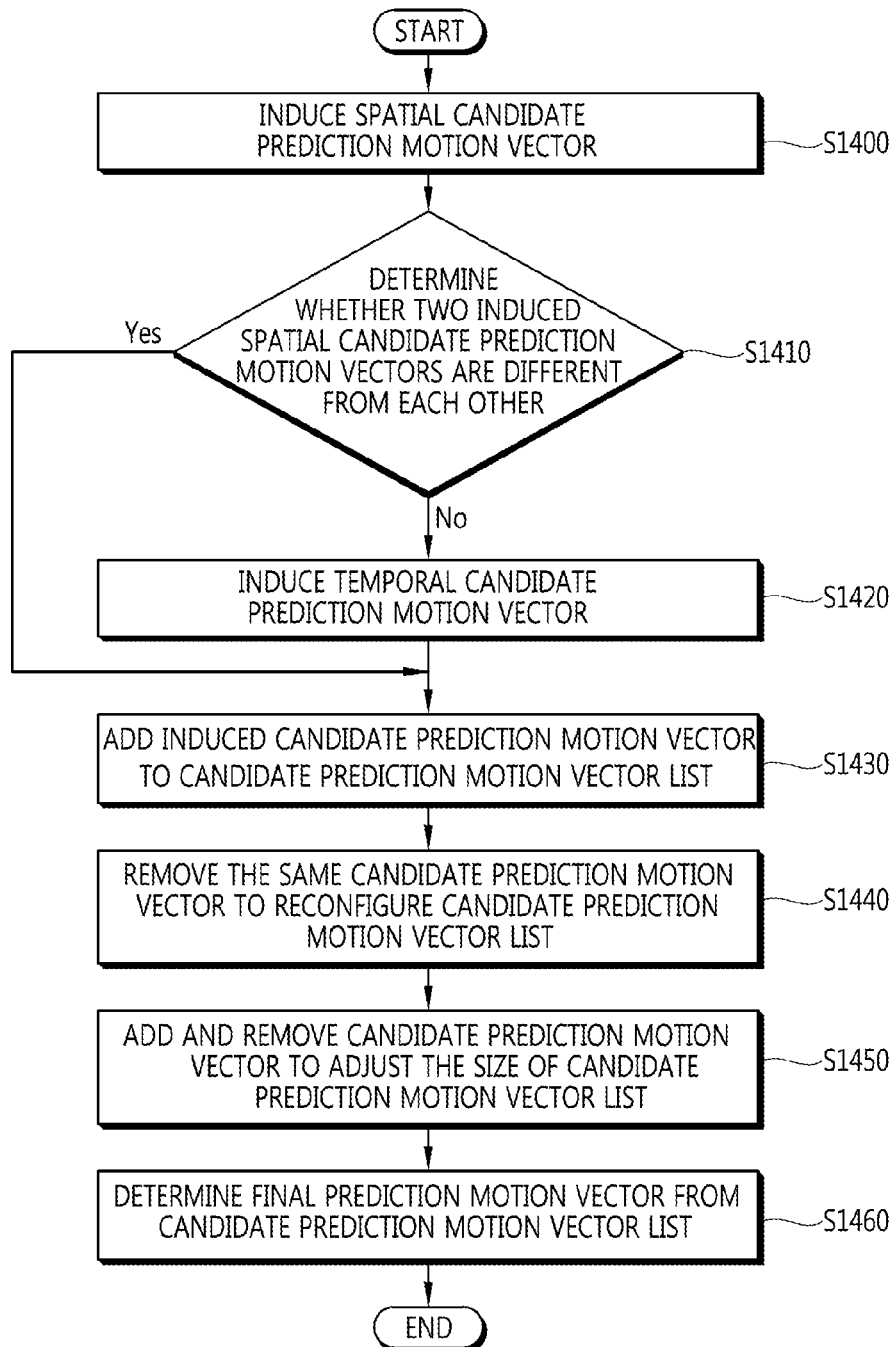 START
INDUCE SPATIAL CANDIDATE
PREDICTION MOTION VECTOR
S1400
DETERMINE
WHETHER TWO INDUCED
SPATIAL CANDIDATE PREDICTION
MOTION VECTORS ARE DIFFERENT
FROM EACH OTHER
Yes
S1410
No
INDUCE TEMPORAL CANDIDATE
PREDICTION MOTION VECTOR
S1420
ADD INDUCED CANDIDATE PREDICTION MOTION VECTOR
TO CANDIDATE PREDICTION MOTION VECTOR LIST
S1430
REMOVE THE SAME CANDIDATE PREDICTION MOTION
VECTOR TO RECONFIGURE CANDIDATE PREDICTION
MOTION VECTOR LIST
S1440
ADD AND REMOVE CANDIDATE PREDICTION MOTION
VECTOR TO ADJUST THE SIZE OF CANDIDATE
PREDICTION MOTION VECTOR LIST
S1450
DETERMINE FINAL PREDICTION MOTION VECTOR FROM
CANDIDATE PREDICTION MOTION VECTOR LIST
S1460
END